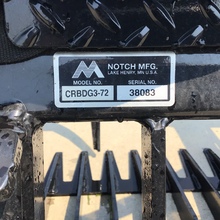 NOTCH MFG.
LAKE HENRY, MN U.S.A.
MODEL NO. SERIAL NO.
CRBDG3-72 38083